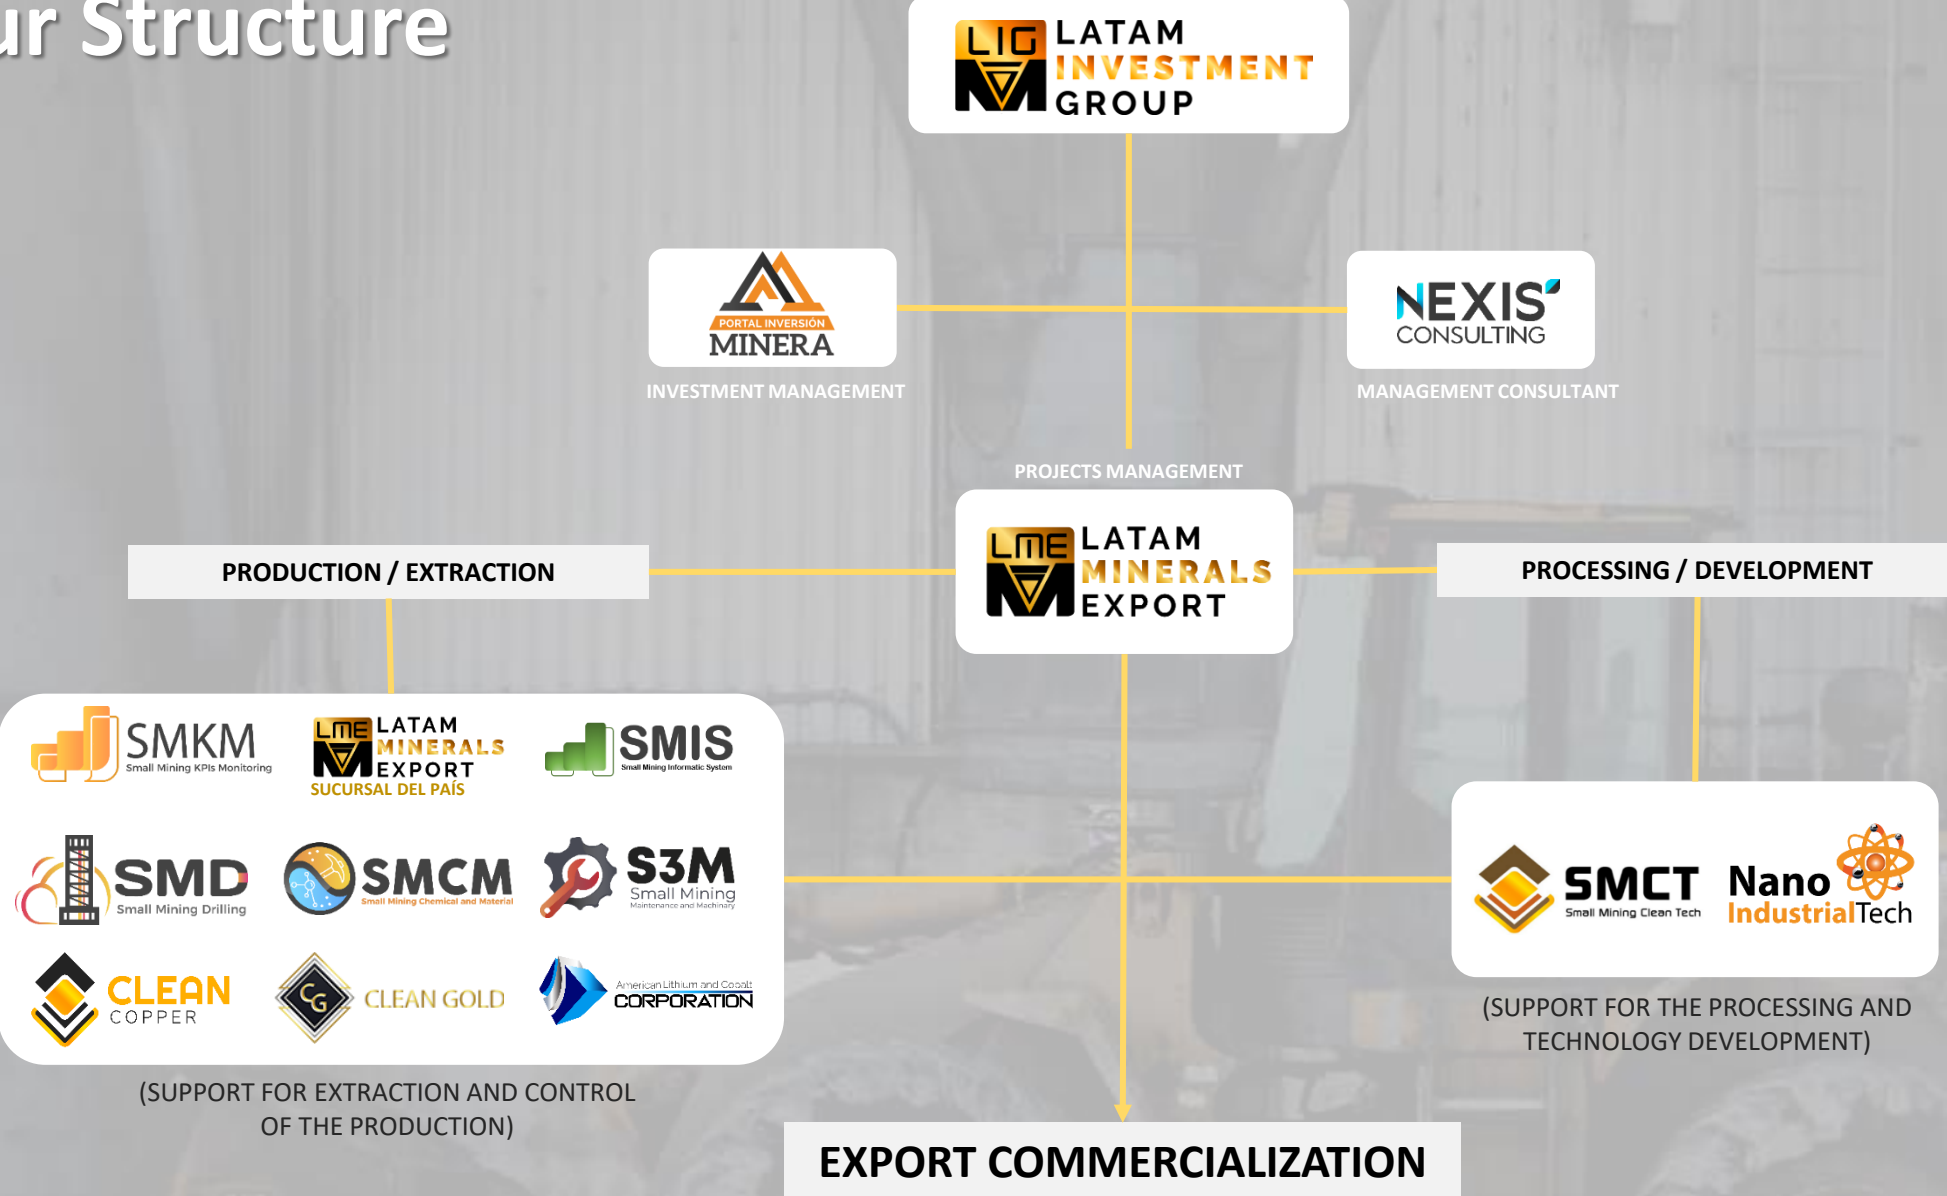 ur Structure
LIG LATAM
INVESTMENT
GROUP
PORTAL INVERSIÓN
MINERA
INVESTMENT MANAGEMENT
NEXIS
CONSULTING
MANAGEMENT CONSULTANT
PROJECTS MANAGEMENT
LME LATAM
MINERALS
EXPORT
PRODUCTION / EXTRACTION
PROCESSING / DEVELOPMENT
SMKM
Small Mining KPIs Monitoring
LME LATAM
MINERALS
EXPORT
SUCURSAL DEL PAÍS
SMIS
Small Mining Informatic System
SMD
Small Mining Drilling
SMCM
Small Mining Chemical and Material
S3M
Small Mining
Maintenance and Machinary
CLEAN
COPPER
CG CLEAN GOLD
American Lithium and Cobalt
CORPORATION
(SUPPORT FOR EXTRACTION AND CONTROL
OF THE PRODUCTION)
SMCT
Small Mining Clean Tech
Nano
IndustrialTech
(SUPPORT FOR THE PROCESSING AND
TECHNOLOGY DEVELOPMENT)
EXPORT COMMERCIALIZATION